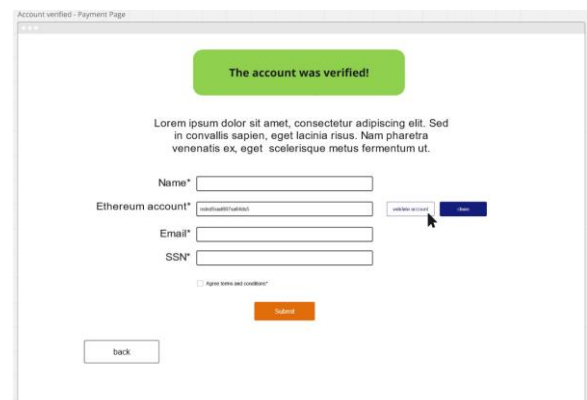 Account verified - Payment Page
The account was verified!
Lorem ipsum dolor sit amet, consectetur adipiscing elit. Sed
in convallis sapien, eget lacinia risus. Nam pharetra
venenatis ex, eget scelerisque metus fermentum ut.
Name*
Ethereum account*
validate account
Email*
SSN*
Agree terms and conditions*
Submit
back